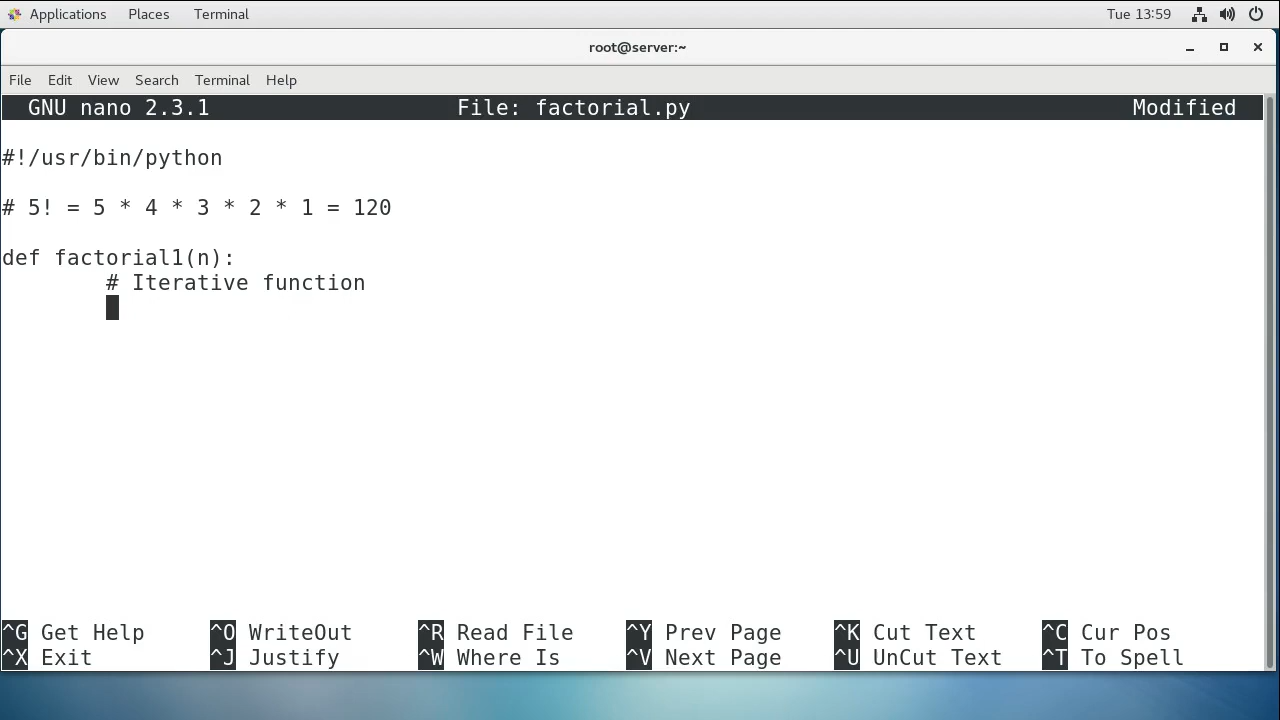 Applications Places Terminal Tue 13:59
root@server:~
File Edit View Search Terminal Help
GNU nano 2.3.1 File: factorial.py Modified
#!/usr/bin/python
# 5! = 5 * 4 * 3 * 2 * 1 = 120
def factorial1(n):
# Iterative function
^G Get Help ^O WriteOut ^R Read File ^Y Prev Page ^K Cut Text ^C Cur Pos
^X Exit ^J Justify ^W Where Is ^V Next Page ^U UnCut Text ^T To Spell